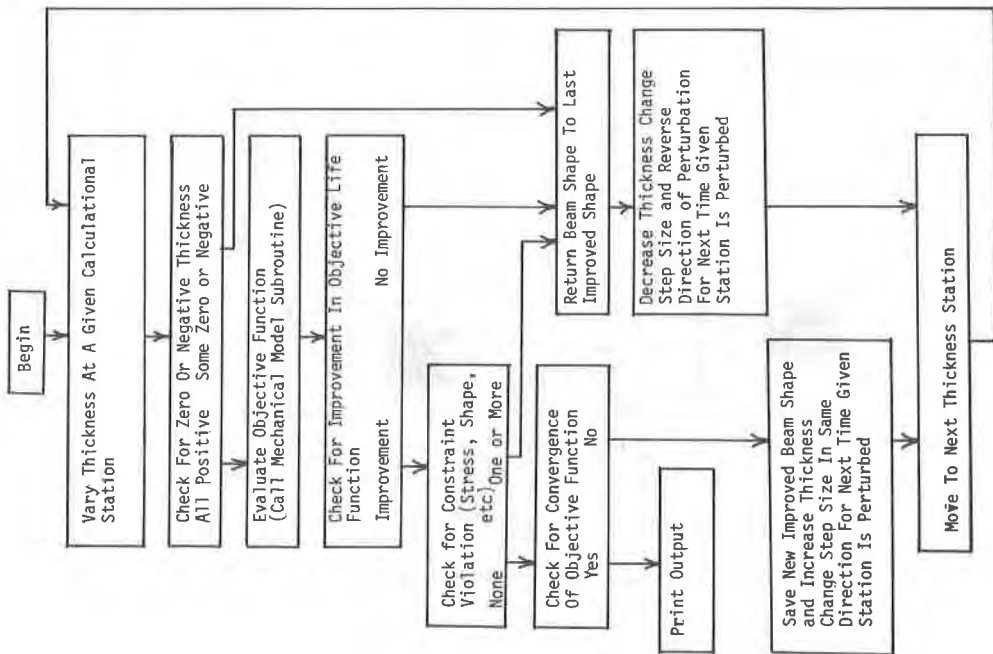 Begin
Vary Thickness At A Given Calculational
Station
Check For Zero Or Negative Thickness
All Positive Some Zero or Negative
Evaluate Objective Function
(Call Mechanical Model Subroutine)
Check For Improvement In Objective Life
Function
Improvement No Improvement
Check for Constraint
Violation (Stress, Shape,
etc)
None One or More
Check For Convergence
Of Objective Function
Yes No
Print Output
Return Beam Shape To Last
Improved Shape
Decrease Thickness Change
Step Size and Reverse
Direction of Perturbation
For Next Time Given
Station Is Perturbed
Save New Improved Beam Shape
and Increase Thickness
Change Step Size In Same
Direction For Next Time Given
Station Is Perturbed
Move To Next Thickness Station